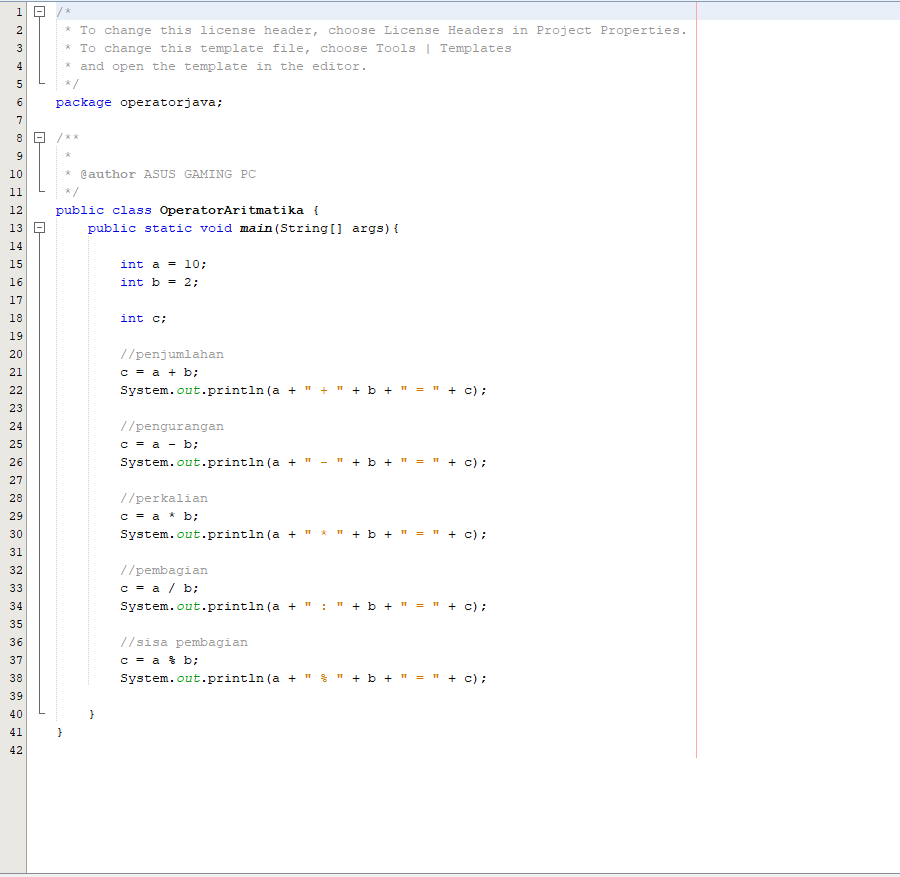 1 /*
2  * To change this license header, choose License Headers in Project Properties.
3  * To change this template file, choose Tools | Templates
4  * and open the template in the editor.
5  */
6 package operatorjava;
7
8 /**
9  *
10  * @author ASUS GAMING PC
11  */
12 public class OperatorAritmatika {
13     public static void main(String[] args){
14
15         int a = 10;
16         int b = 2;
17
18         int c;
19
20         //penjumlahan
21         c = a + b;
22         System.out.println(a + " + " + b + " = " + c);
23
24         //pengurangan
25         c = a - b;
26         System.out.println(a + " - " + b + " = " + c);
27
28         //perkalian
29         c = a * b;
30         System.out.println(a + " * " + b + " = " + c);
31
32         //pembagian
33         c = a / b;
34         System.out.println(a + " : " + b + " = " + c);
35
36         //sisa pembagian
37         c = a % b;
38         System.out.println(a + " % " + b + " = " + c);
39
40     }
41 }
42